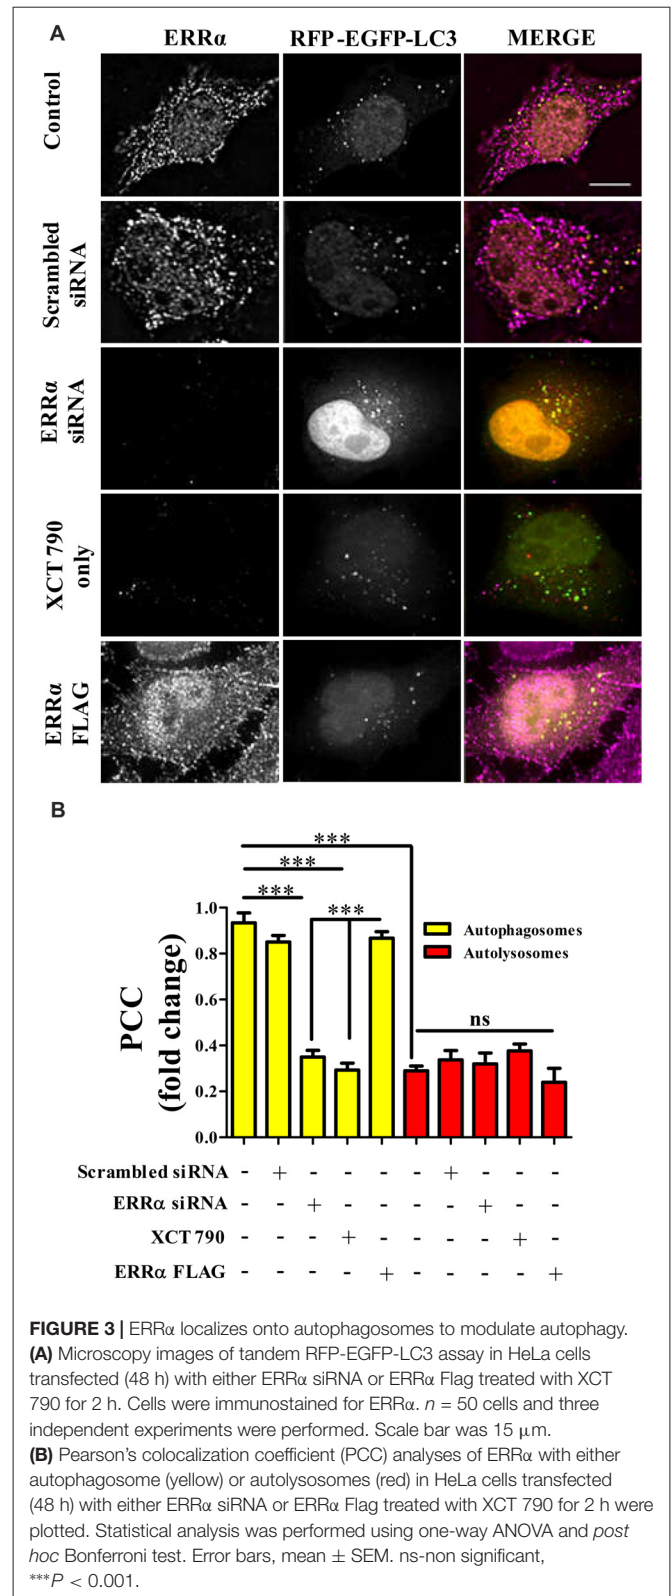 A
ERRα RFP-EGFP-LC3 MERGE
Control
Scrambled
siRNA
ERRα
siRNA
XCT 790
only
ERRα
FLAG
B
***
***
***
***
1.0
0.8
0.6
0.4
0.2
0.0
PCC
(fold change)
Autophagosomes
Autolysosomes
ns
Scrambled siRNA - + - - - - + - - -
ERRα siRNA - - + - - - - + - -
XCT 790 - - - + - - - - + -
ERRα FLAG - - - - + - - - - +
FIGURE 3 | ERRα localizes onto autophagosomes to modulate autophagy.
(A) Microscopy images of tandem RFP-EGFP-LC3 assay in HeLa cells
transfected (48 h) with either ERRα siRNA or ERRα Flag treated with XCT
790 for 2 h. Cells were immunostained for ERRα. n = 50 cells and three
independent experiments were performed. Scale bar was 15 μm.
(B) Pearson's colocalization coefficient (PCC) analyses of ERRα with either
autophagosome (yellow) or autolysosomes (red) in HeLa cells transfected
(48 h) with either ERRα siRNA or ERRα Flag treated with XCT 790 for 2 h were
plotted. Statistical analysis was performed using one-way ANOVA and post
hoc Bonferroni test. Error bars, mean ± SEM. ns-non significant,
***P < 0.001.